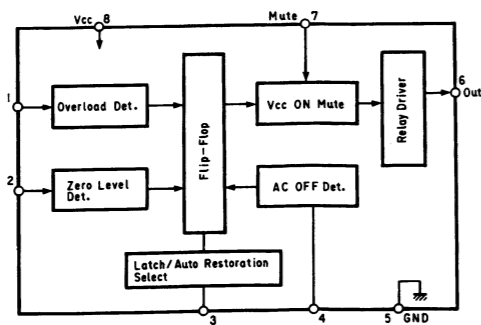 Vcc 8
Mute 7
1
Overload Det.
Flip-Flop
Vcc ON Mute
Relay Driver
6
Out
2
Zero Level
Det.
AC OFF Det.
Latch/Auto Restoration
Select
3
4
5 GND